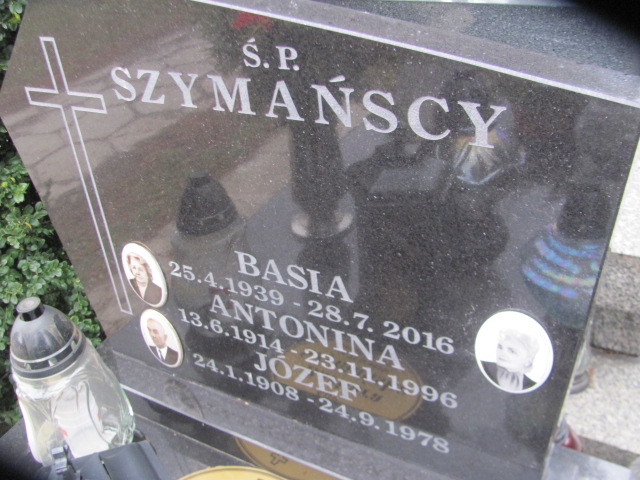 Ś.P.
SZYMAŃSCY
BASIA
25.4.1939 - 28.7. 2016
ANTONINA
13.6.1914 - 23.11.1996
JÓZEF
24.1.1908 - 24.9.1978